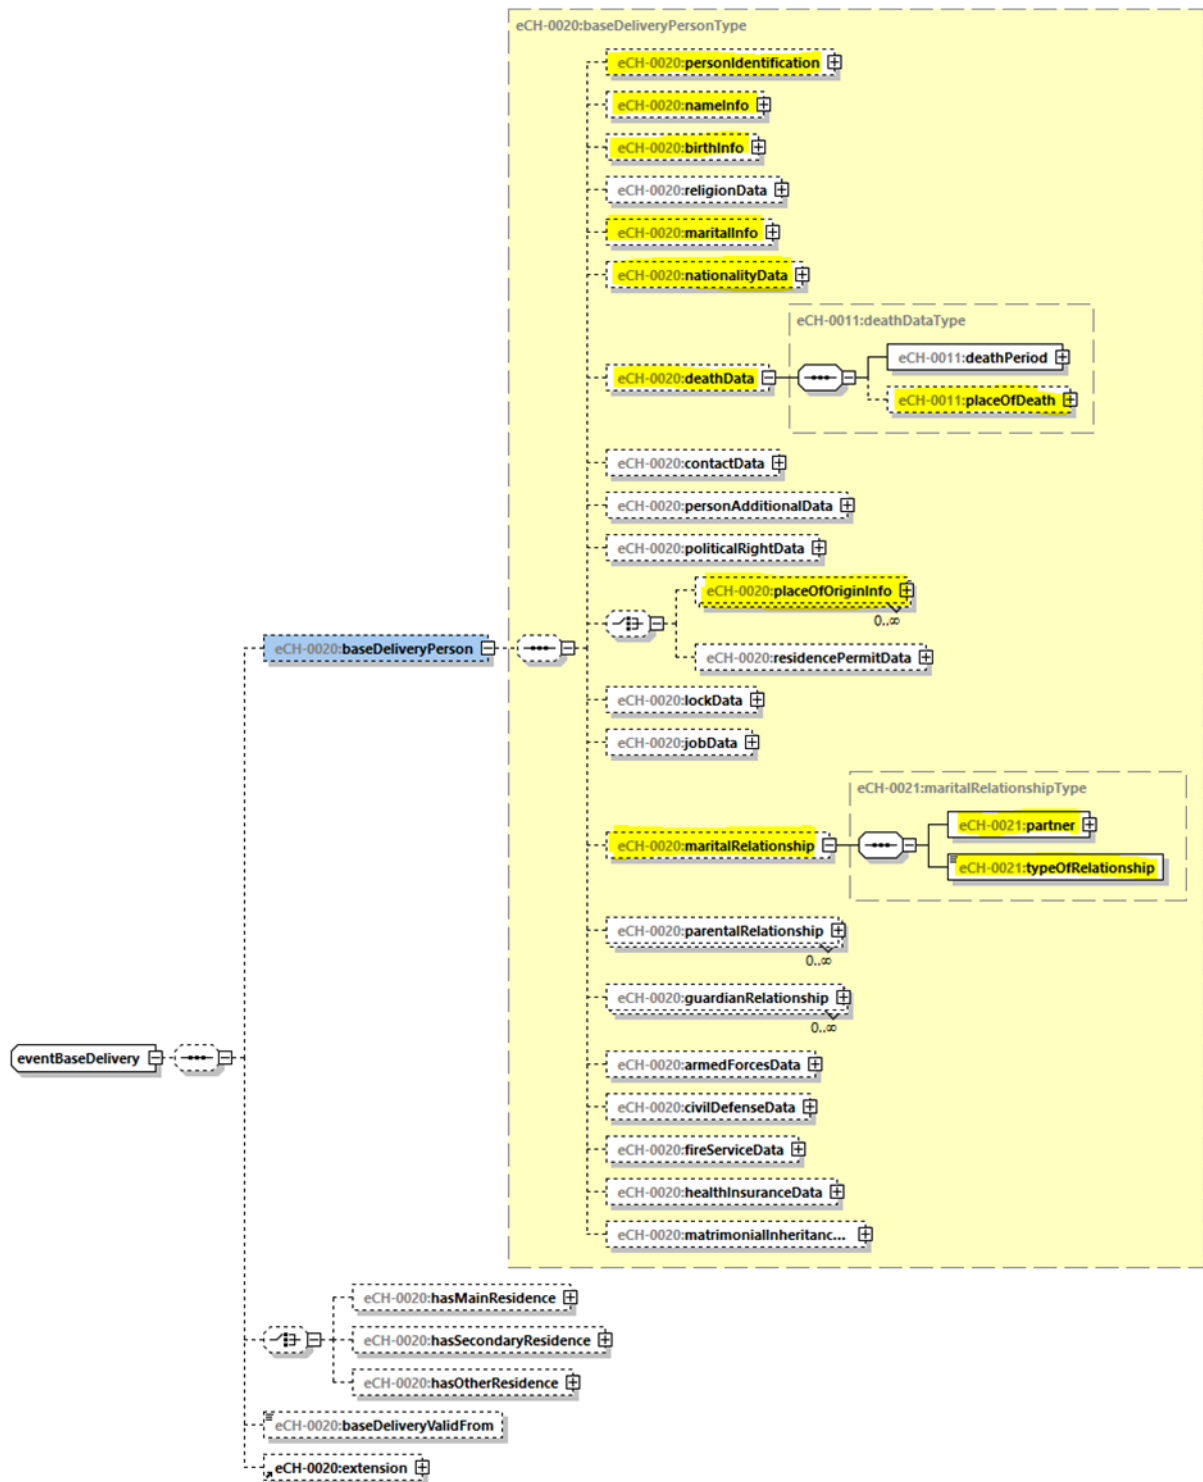 eCH-0020:baseDeliveryPersonType
eCH-0020:personIdentification
eCH-0020:nameInfo
eCH-0020:birthInfo
eCH-0020:religionData
eCH-0020:maritalInfo
eCH-0020:nationalityData
eCH-0011:deathDataType
eCH-0011:deathPeriod
eCH-0020:deathData
eCH-0011:placeOfDeath
eCH-0020:contactData
eCH-0020:personAdditionalData
eCH-0020:politicalRightData
eCH-0020:placeOfOriginInfo
0..∞
eCH-0020:baseDeliveryPerson
eCH-0020:residencePermitData
eCH-0020:lockData
eCH-0020:jobData
eCH-0021:maritalRelationshipType
eCH-0021:partner
eCH-0020:maritalRelationship
eCH-0021:typeOfRelationship
eCH-0020:parentalRelationship
0..∞
eCH-0020:guardianRelationship
0..∞
eventBaseDelivery
eCH-0020:armedForcesData
eCH-0020:civilDefenseData
eCH-0020:fireServiceData
eCH-0020:healthInsuranceData
eCH-0020:matrimonialInheritanc...
eCH-0020:hasMainResidence
eCH-0020:hasSecondaryResidence
eCH-0020:hasOtherResidence
eCH-0020:baseDeliveryValidFrom
eCH-0020:extension